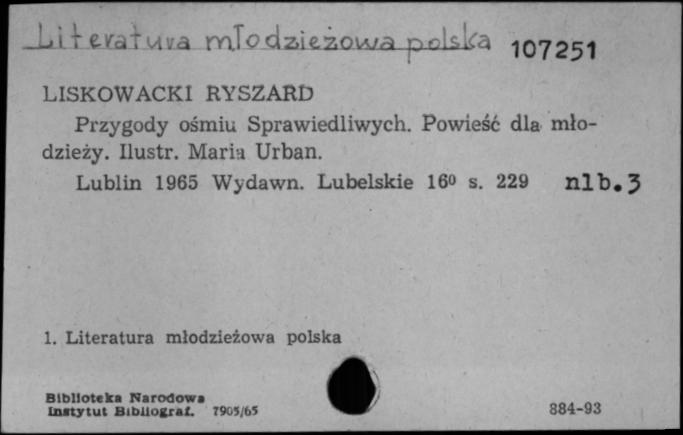 Literatura młodzieżowa polska 107251
LISKOWACKI RYSZARD
Przygody ośmiu Sprawiedliwych. Powieść dla mło-
dzieży. Ilustr. Maria Urban.
Lublin 1965 Wydawn. Lubelskie 16⁰ s. 229 nlb.3
1. Literatura młodzieżowa polska
Biblioteka Narodowa
Instytut Bibliograf. 7905/65
884-93